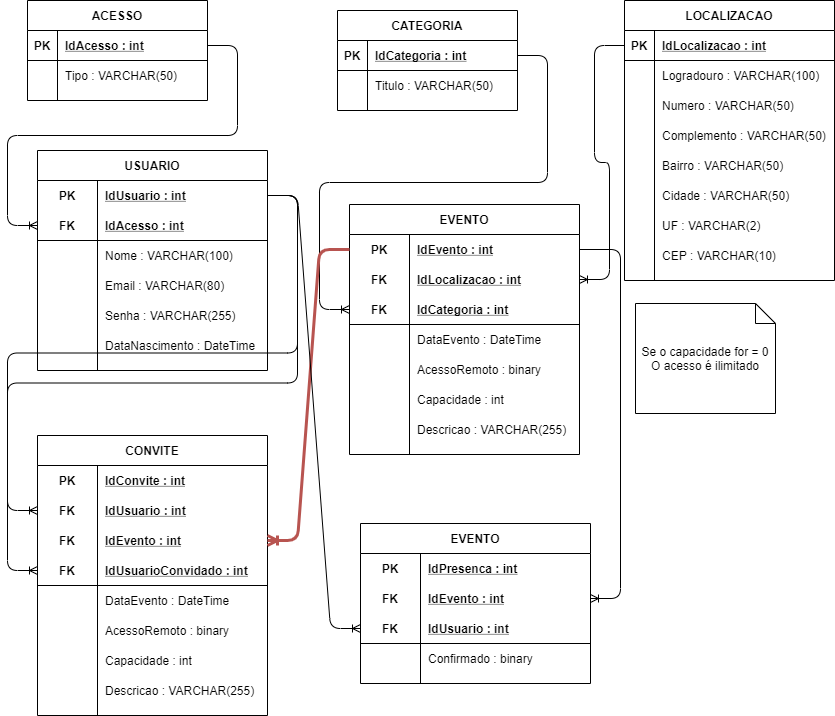 ACESSO
PK IdAcesso : int
Tipo : VARCHAR(50)
CATEGORIA
PK IdCategoria : int
Titulo : VARCHAR(50)
LOCALIZACAO
PK IdLocalizacao : int
Logradouro : VARCHAR(100)
Numero : VARCHAR(50)
Complemento : VARCHAR(50)
Bairro : VARCHAR(50)
Cidade : VARCHAR(50)
UF : VARCHAR(2)
CEP : VARCHAR(10)
USUARIO
PK IdUsuario : int
FK IdAcesso : int
Nome : VARCHAR(100)
Email : VARCHAR(80)
Senha : VARCHAR(255)
DataNascimento : DateTime
EVENTO
PK IdEvento : int
FK IdLocalizacao : int
FK IdCategoria : int
DataEvento : DateTime
AcessoRemoto : binary
Capacidade : int
Descricao : VARCHAR(255)
Se o capacidade for = 0
O acesso é ilimitado
CONVITE
PK IdConvite : int
FK IdUsuario : int
FK IdEvento : int
FK IdUsuarioConvidado : int
DataEvento : DateTime
AcessoRemoto : binary
Capacidade : int
Descricao : VARCHAR(255)
EVENTO
PK IdPresenca : int
FK IdEvento : int
FK IdUsuario : int
Confirmado : binary